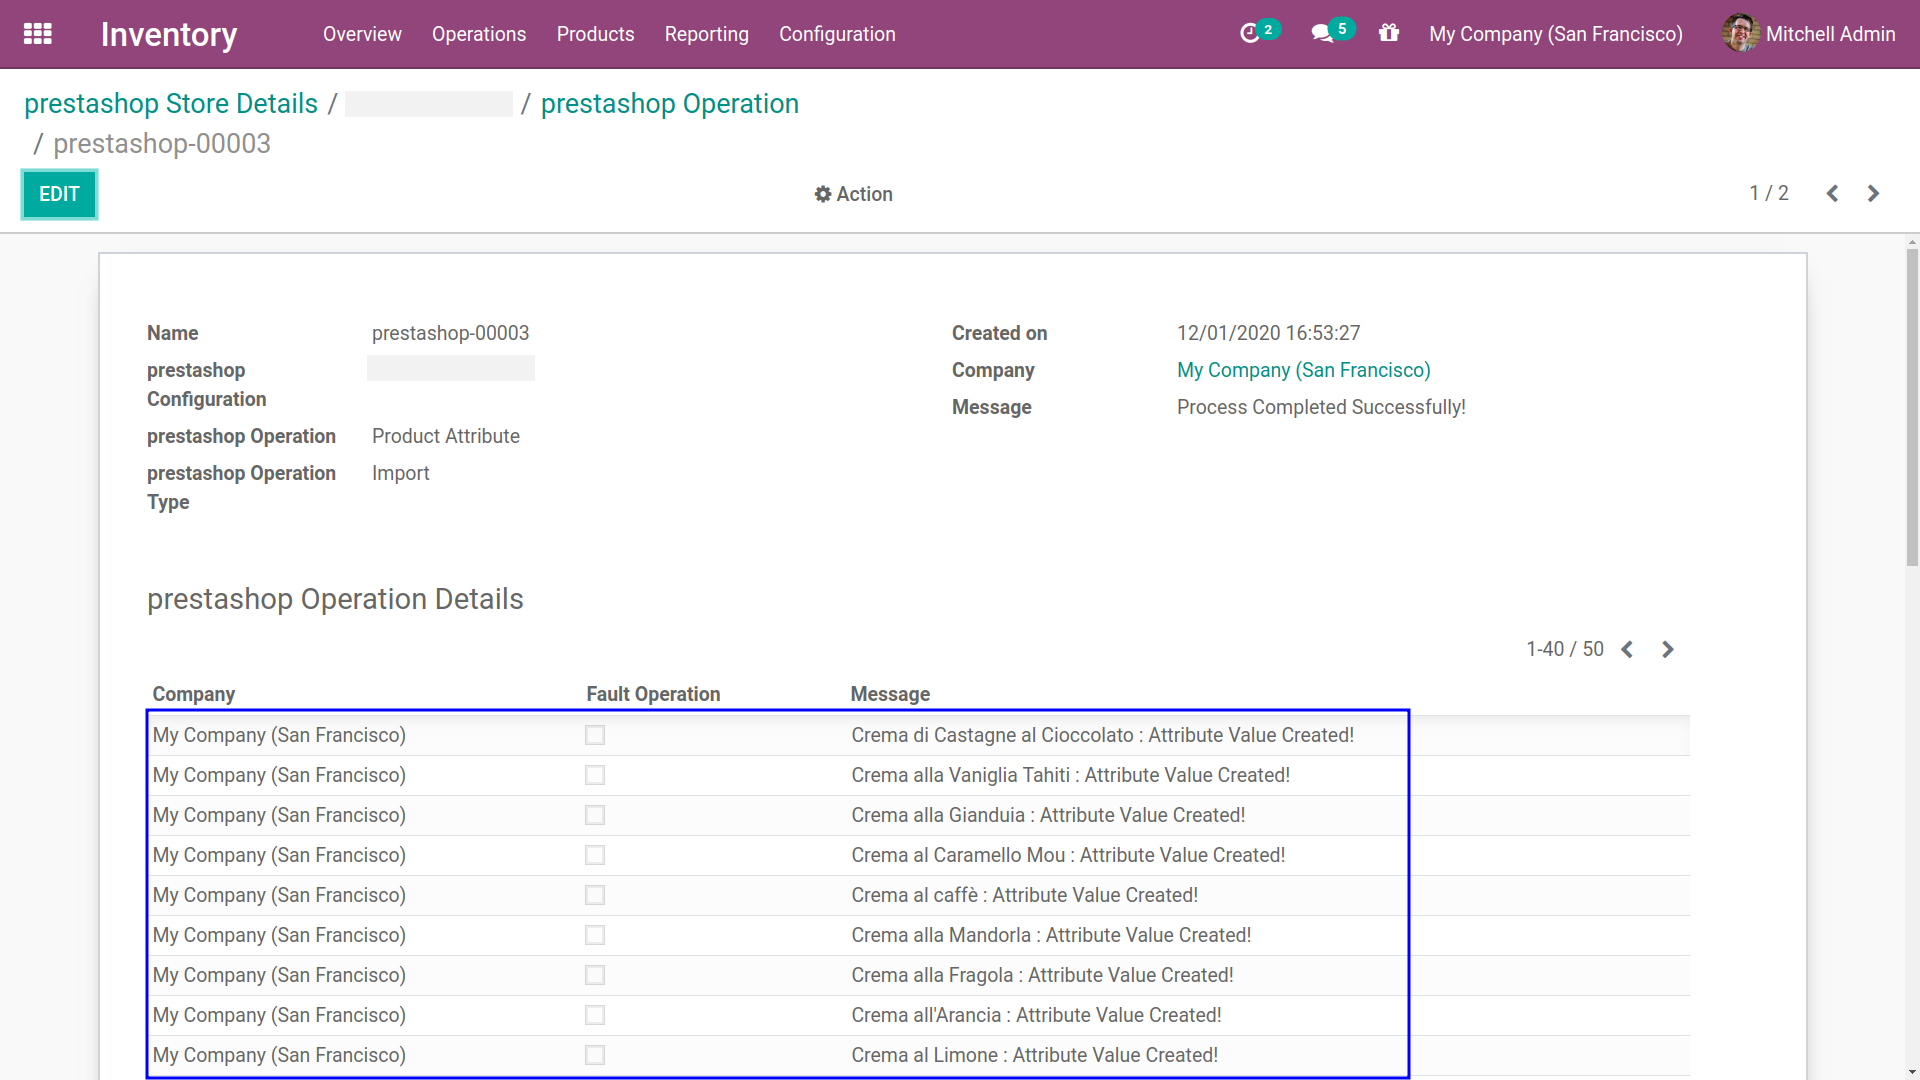 Inventory
Overview
Operations
Products
Reporting
Configuration
2
5
My Company (San Francisco)
Mitchell Admin
prestashop Store Details / / prestashop Operation
/ prestashop-00003
EDIT
Action
1 / 2
Name prestashop-00003
prestashop
Configuration
prestashop Operation Product Attribute
prestashop Operation Import
Type
Created on 12/01/2020 16:53:27
Company My Company (San Francisco)
Message Process Completed Successfully!
prestashop Operation Details
1-40 / 50
Company Fault Operation Message
My Company (San Francisco) Crema di Castagne al Cioccolato : Attribute Value Created!
My Company (San Francisco) Crema alla Vaniglia Tahiti : Attribute Value Created!
My Company (San Francisco) Crema alla Gianduia : Attribute Value Created!
My Company (San Francisco) Crema al Caramello Mou : Attribute Value Created!
My Company (San Francisco) Crema al caffè : Attribute Value Created!
My Company (San Francisco) Crema alla Mandorla : Attribute Value Created!
My Company (San Francisco) Crema alla Fragola : Attribute Value Created!
My Company (San Francisco) Crema all'Arancia : Attribute Value Created!
My Company (San Francisco) Crema al Limone : Attribute Value Created!